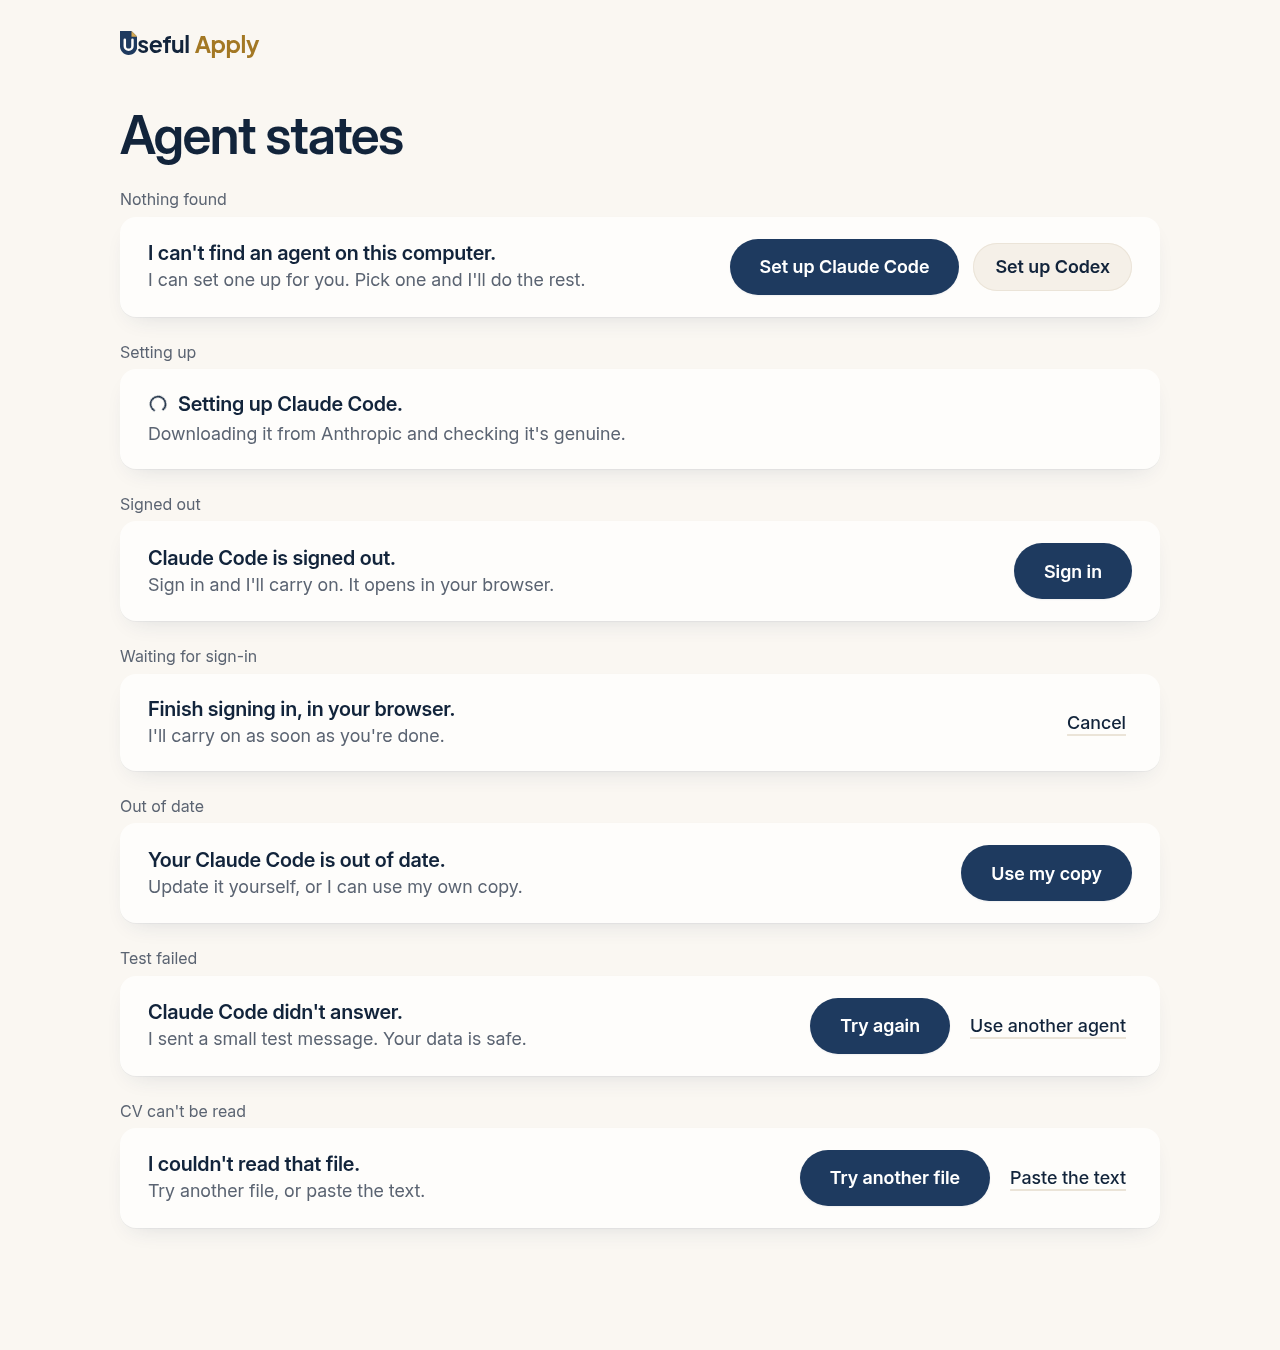 Useful Apply
Agent states
Nothing found
I can't find an agent on this computer.
I can set one up for you. Pick one and I'll do the rest.
Set up Claude Code
Set up Codex
Setting up
Setting up Claude Code.
Downloading it from Anthropic and checking it's genuine.
Signed out
Claude Code is signed out.
Sign in and I'll carry on. It opens in your browser.
Sign in
Waiting for sign-in
Finish signing in, in your browser.
I'll carry on as soon as you're done.
Cancel
Out of date
Your Claude Code is out of date.
Update it yourself, or I can use my own copy.
Use my copy
Test failed
Claude Code didn't answer.
I sent a small test message. Your data is safe.
Try again
Use another agent
CV can't be read
I couldn't read that file.
Try another file, or paste the text.
Try another file
Paste the text